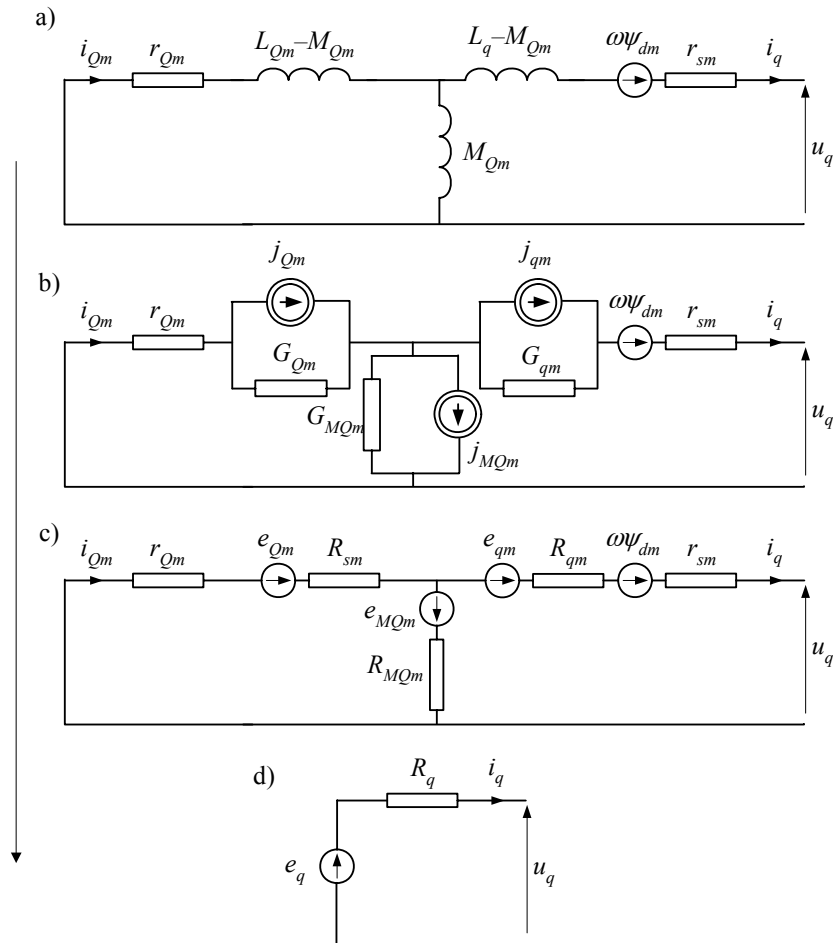 a)
i_Qm r_Qm L_Qm–M_Qm L_q–M_Qm ωψ_dm r_sm i_q
M_Qm u_q
b)
j_Qm j_qm
i_Qm r_Qm ωψ_dm r_sm i_q
G_Qm G_qm
G_MQm u_q
j_MQm
c)
i_Qm r_Qm e_Qm R_sm e_qm R_qm ωψ_dm r_sm i_q
e_MQm
R_MQm u_q
d)
R_q i_q
e_q u_q